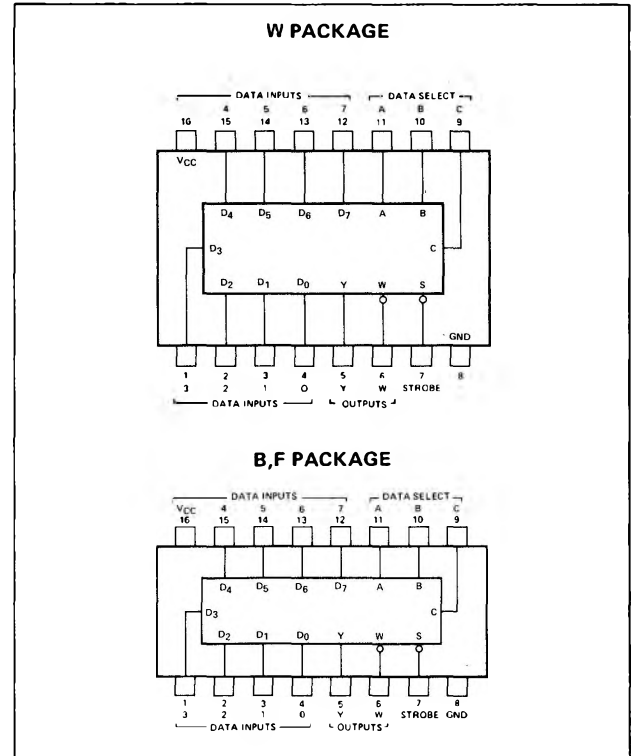 W PACKAGE
DATA INPUTS DATA SELECT
4 5 6 7 A B C
16 15 14 13 12 11 10 9
VCC
D4 D5 D6 D7 A B
D3 C
D2 D1 D0 Y W S
GND
1 2 3 4 5 6 7 8
3 2 1 0 Y W STROBE
DATA INPUTS OUTPUTS
B,F PACKAGE
DATA INPUTS DATA SELECT
VCC 4 5 6 7 A B C
16 15 14 13 12 11 10 9
D4 D5 D6 D7 A B
D3 C
D2 D1 D0 Y W S
1 2 3 4 5 6 7 8
3 2 1 0 Y W STROBE GND
DATA INPUTS OUTPUTS